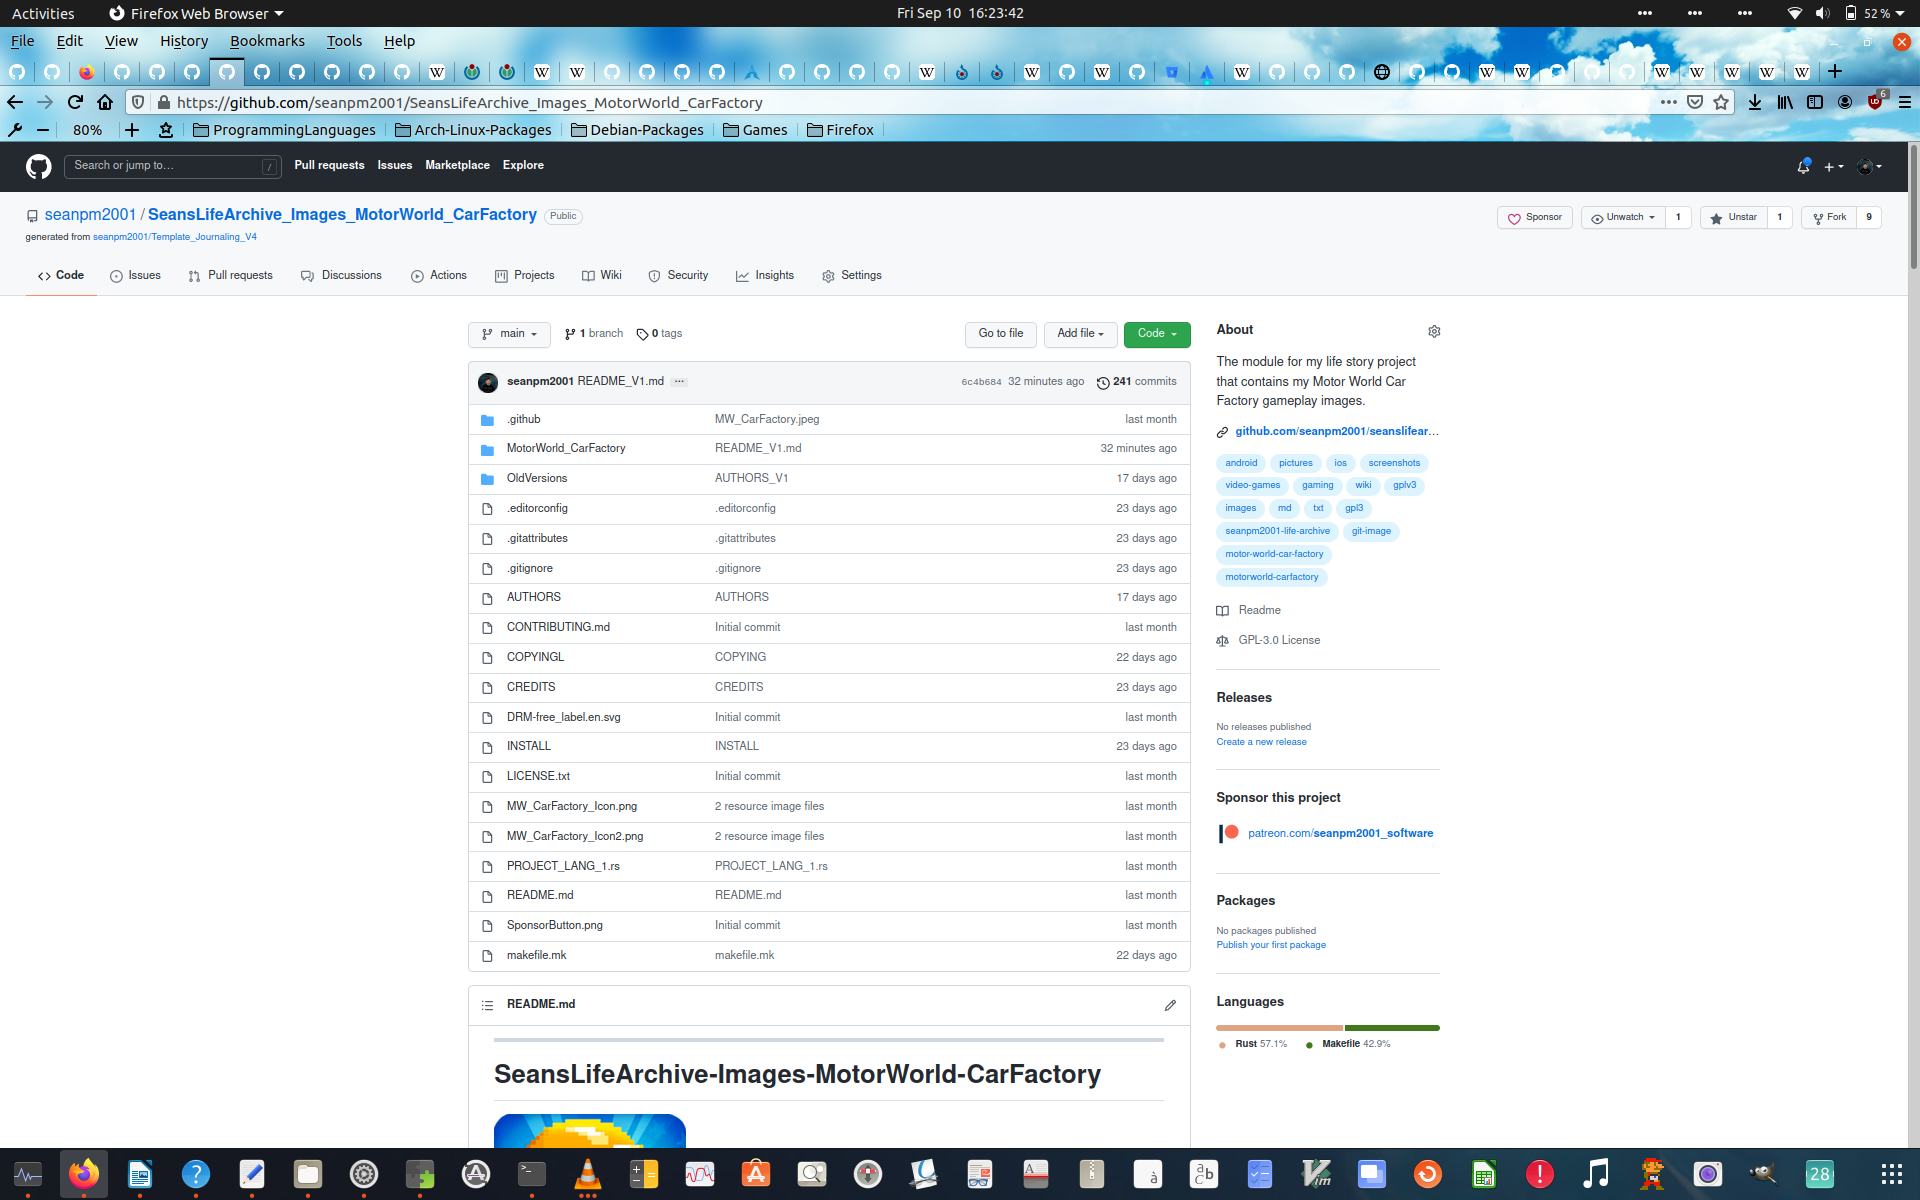 Activities Firefox Web Browser Fri Sep 10 16:23:42 52 %
File Edit View History Bookmarks Tools Help
https://github.com/seanpm2001/SeansLifeArchive_Images_MotorWorld_CarFactory 6
80% ProgrammingLanguages Arch-Linux-Packages Debian-Packages Games Firefox
Search or jump to… / Pull requests Issues Marketplace Explore
seanpm2001 / SeansLifeArchive_Images_MotorWorld_CarFactory Public Sponsor Unwatch 1 Unstar 1 Fork 9
generated from seanpm2001/Template_Journaling_V4
Code Issues Pull requests Discussions Actions Projects Wiki Security Insights Settings
main 1 branch 0 tags Go to file Add file Code
seanpm2001 README_V1.md ... 6c4b684 32 minutes ago 241 commits
.github MW_CarFactory.jpeg last month
MotorWorld_CarFactory README_V1.md 32 minutes ago
OldVersions AUTHORS_V1 17 days ago
.editorconfig .editorconfig 23 days ago
.gitattributes .gitattributes 23 days ago
.gitignore .gitignore 23 days ago
AUTHORS AUTHORS 17 days ago
CONTRIBUTING.md Initial commit last month
COPYINGL COPYING 22 days ago
CREDITS CREDITS 23 days ago
DRM-free_label.en.svg Initial commit last month
INSTALL INSTALL 23 days ago
LICENSE.txt Initial commit last month
MW_CarFactory_Icon.png 2 resource image files last month
MW_CarFactory_Icon2.png 2 resource image files last month
PROJECT_LANG_1.rs PROJECT_LANG_1.rs last month
README.md README.md last month
SponsorButton.png Initial commit last month
makefile.mk makefile.mk 22 days ago
README.md
SeansLifeArchive-Images-MotorWorld-CarFactory
About
The module for my life story project
that contains my Motor World Car
Factory gameplay images.
github.com/seanpm2001/seanslifear...
android pictures ios screenshots
video-games gaming wiki gplv3
images md txt gpl3
seanpm2001-life-archive git-image
motor-world-car-factory
motorworld-carfactory
Readme
GPL-3.0 License
Releases
No releases published
Create a new release
Sponsor this project
patreon.com/seanpm2001_software
Packages
No packages published
Publish your first package
Languages
Rust 57.1% Makefile 42.9%
28